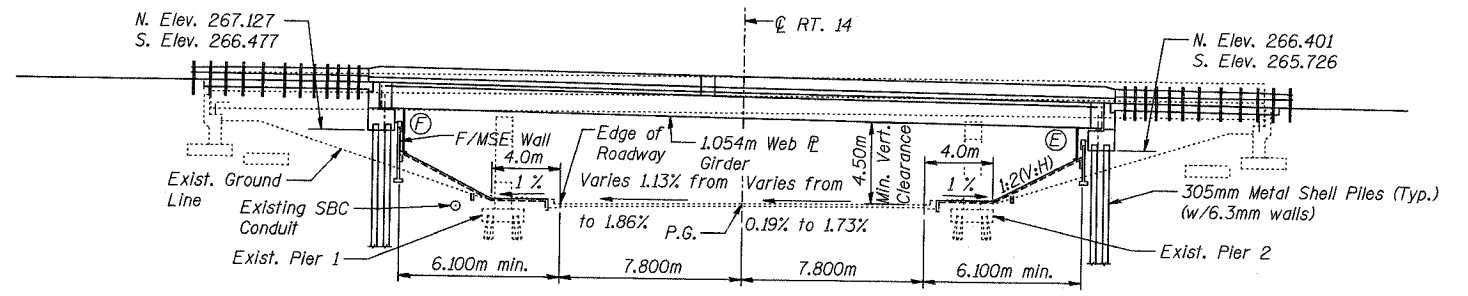 N. Elev. 267.127
S. Elev. 266.477
℄ RT. 14
N. Elev. 266.401
S. Elev. 265.726
F
F/MSE Wall
4.0m
1 %
Edge of
Roadway
1.054m Web ℙ
Girder
Varies 1.13% from
to 1.86%
Varies from
0.19% to 1.73%
P.G.
4.50m
Min. Vert.
Clearance
4.0m
1 %
E
1:2(V:H)
Exist. Ground
Line
Existing SBC
Conduit
Exist. Pier 1
305mm Metal Shell Piles (Typ.)
(w/6.3mm walls)
Exist. Pier 2
6.100m min.
7.800m
7.800m
6.100m min.